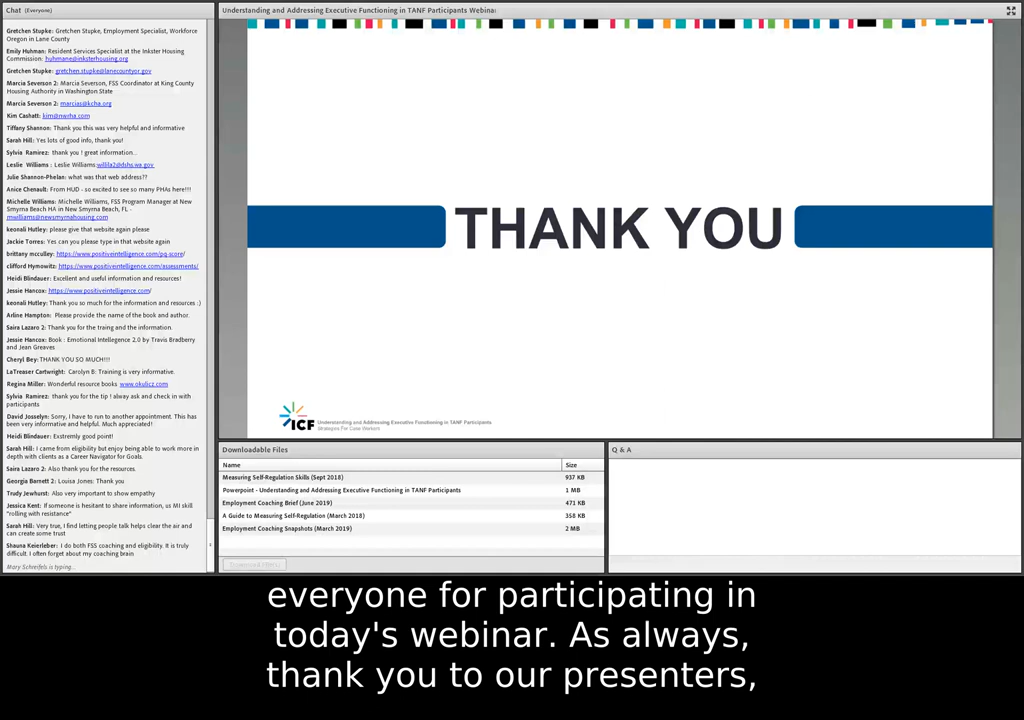 Chat (Everyone)
Gretchen Stupke: Gretchen Stupke, Employment Specialist, Workforce
Oregon in Lane County
Emily Huhman: Resident Services Specialist at the Inkster Housing
Commission: huhmane@inksterhousing.org
Gretchen Stupke: gretchen.stupke@lanecountyor.gov
Marcia Severson 2: Marcia Severson, FSS Coordinator at King County
Housing Authority in Washington State
Marcia Severson 2: marcias@kcha.org
Kim Cashatt: kim@nwrha.com
Tiffany Shannon: Thank you this was very helpful and informative
Sarah Hill: Yes lots of good info, thank you!
Sylvia Ramirez: thank you ! great information..
Leslie Williams : Leslie Williams:willila2@dshs.wa.gov
Julie Shannon-Phelan: what was that web address??
Anice Chenault: From HUD - so excited to see so many PHAs here!!!
Michelle Williams: Michelle Williams, FSS Program Manager at New
Smyrna Beach HA in New Smyrna Beach, FL -
mwilliams@newsmyrnahousing.com
keonali Hutley: please give that website again please
Jackie Torres: Yes can you please type in that website again
brittany mcculley: https://www.positiveintelligence.com/pq-score/
clifford Hymowitz: https://www.positiveintelligence.com/assessments/
Heidi Blindauer: Excellent and useful information and resources!
Jessie Hancox: https://www.positiveintelligence.com/
keonali Hutley: Thank you so much for the information and resources :)
Arline Hampton: Please provide the name of the book and author.
Saira Lazaro 2: Thank you for the traing and the information.
Jessie Hancox: Book : Emotional Intellegence 2.0 by Travis Bradberry
and Jean Greaves
Cheryl Bey: THANK YOU SO MUCH!!!
LaTreaser Cartwright: Carolyn B: Training is very informative.
Regina Miller: Wonderful resource books www.okulicz.com
Sylvia Ramirez: thank you for the tip ! alway ask and check in with
participants
David Josselyn: Sorry, I have to run to another appointment. This has
been very informative and helpful. Much appreciated!
Heidi Blindauer: Exstremly good point!
Sarah Hill: I came from eligibility but enjoy being able to work more in
depth with clients as a Career Navigator for Goals.
Saira Lazaro 2: Also thank you for the resources.
Georgia Barnett 2: Louisa Jones: Thank you
Trudy Jewhurst: Also very important to show empathy
Jessica Kent: If someone is hesitant to share information, us MI skill
"rolling with resistance"
Sarah Hill: Very true, I find letting people talk helps clear the air and
can create some trust
Shauna Keierleber: I do both FSS coaching and eligibility. It is truly
difficult. I often forget about my coaching brain
Mary Schreifels is typing...
Understanding and Addressing Executive Functioning in TANF Participants Webinar
THANK YOU
ICF
Understanding and Addressing Executive Functioning in TANF Participants
Strategies For Case Workers
Downloadable Files
Name Size
Measuring Self-Regulation Skills (Sept 2018) 937 KB
Powerpoint - Understanding and Addressing Executive Functioning in TANF Participants 1 MB
Employment Coaching Brief (June 2019) 471 KB
A Guide to Measuring Self-Regulation (March 2018) 358 KB
Employment Coaching Snapshots (March 2019) 2 MB
Q & A
everyone for participating in
today's webinar. As always,
thank you to our presenters,